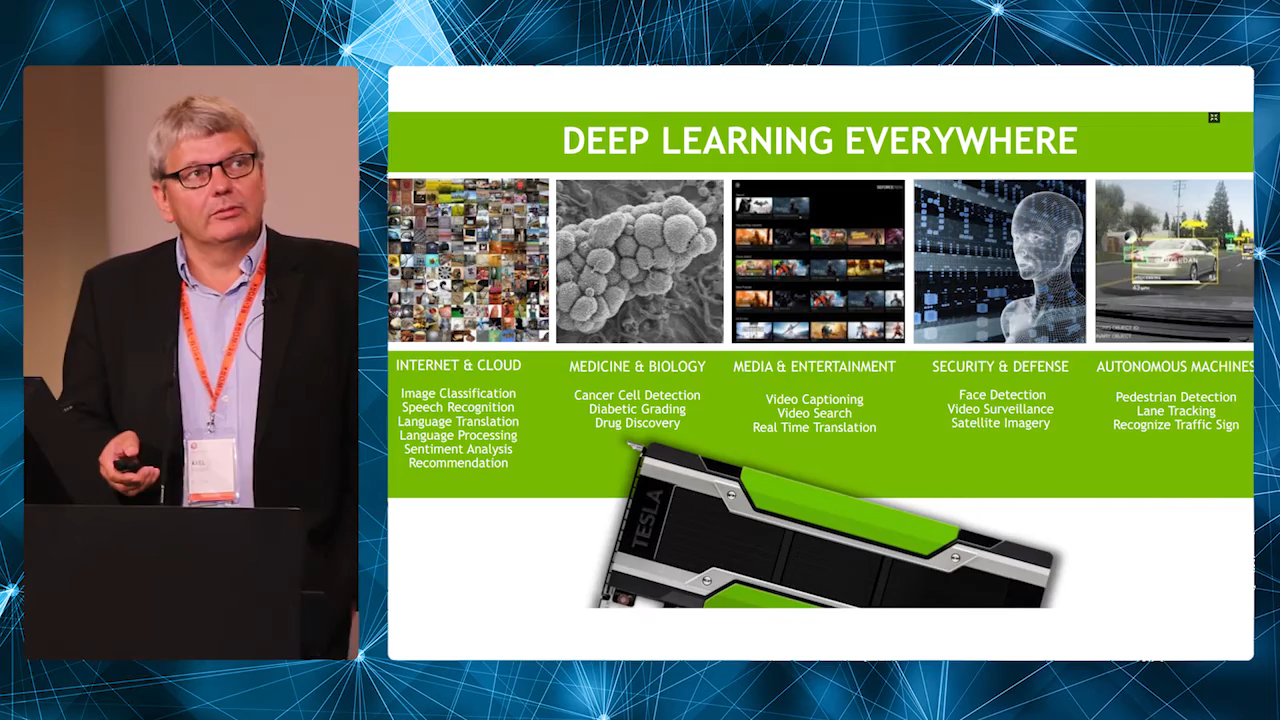 DEEP LEARNING EVERYWHERE
INTERNET & CLOUD
Image Classification
Speech Recognition
Language Translation
Language Processing
Sentiment Analysis
Recommendation
MEDICINE & BIOLOGY
Cancer Cell Detection
Diabetic Grading
Drug Discovery
MEDIA & ENTERTAINMENT
Video Captioning
Video Search
Real Time Translation
SECURITY & DEFENSE
Face Detection
Video Surveillance
Satellite Imagery
AUTONOMOUS MACHINES
Pedestrian Detection
Lane Tracking
Recognize Traffic Sign
TESLA